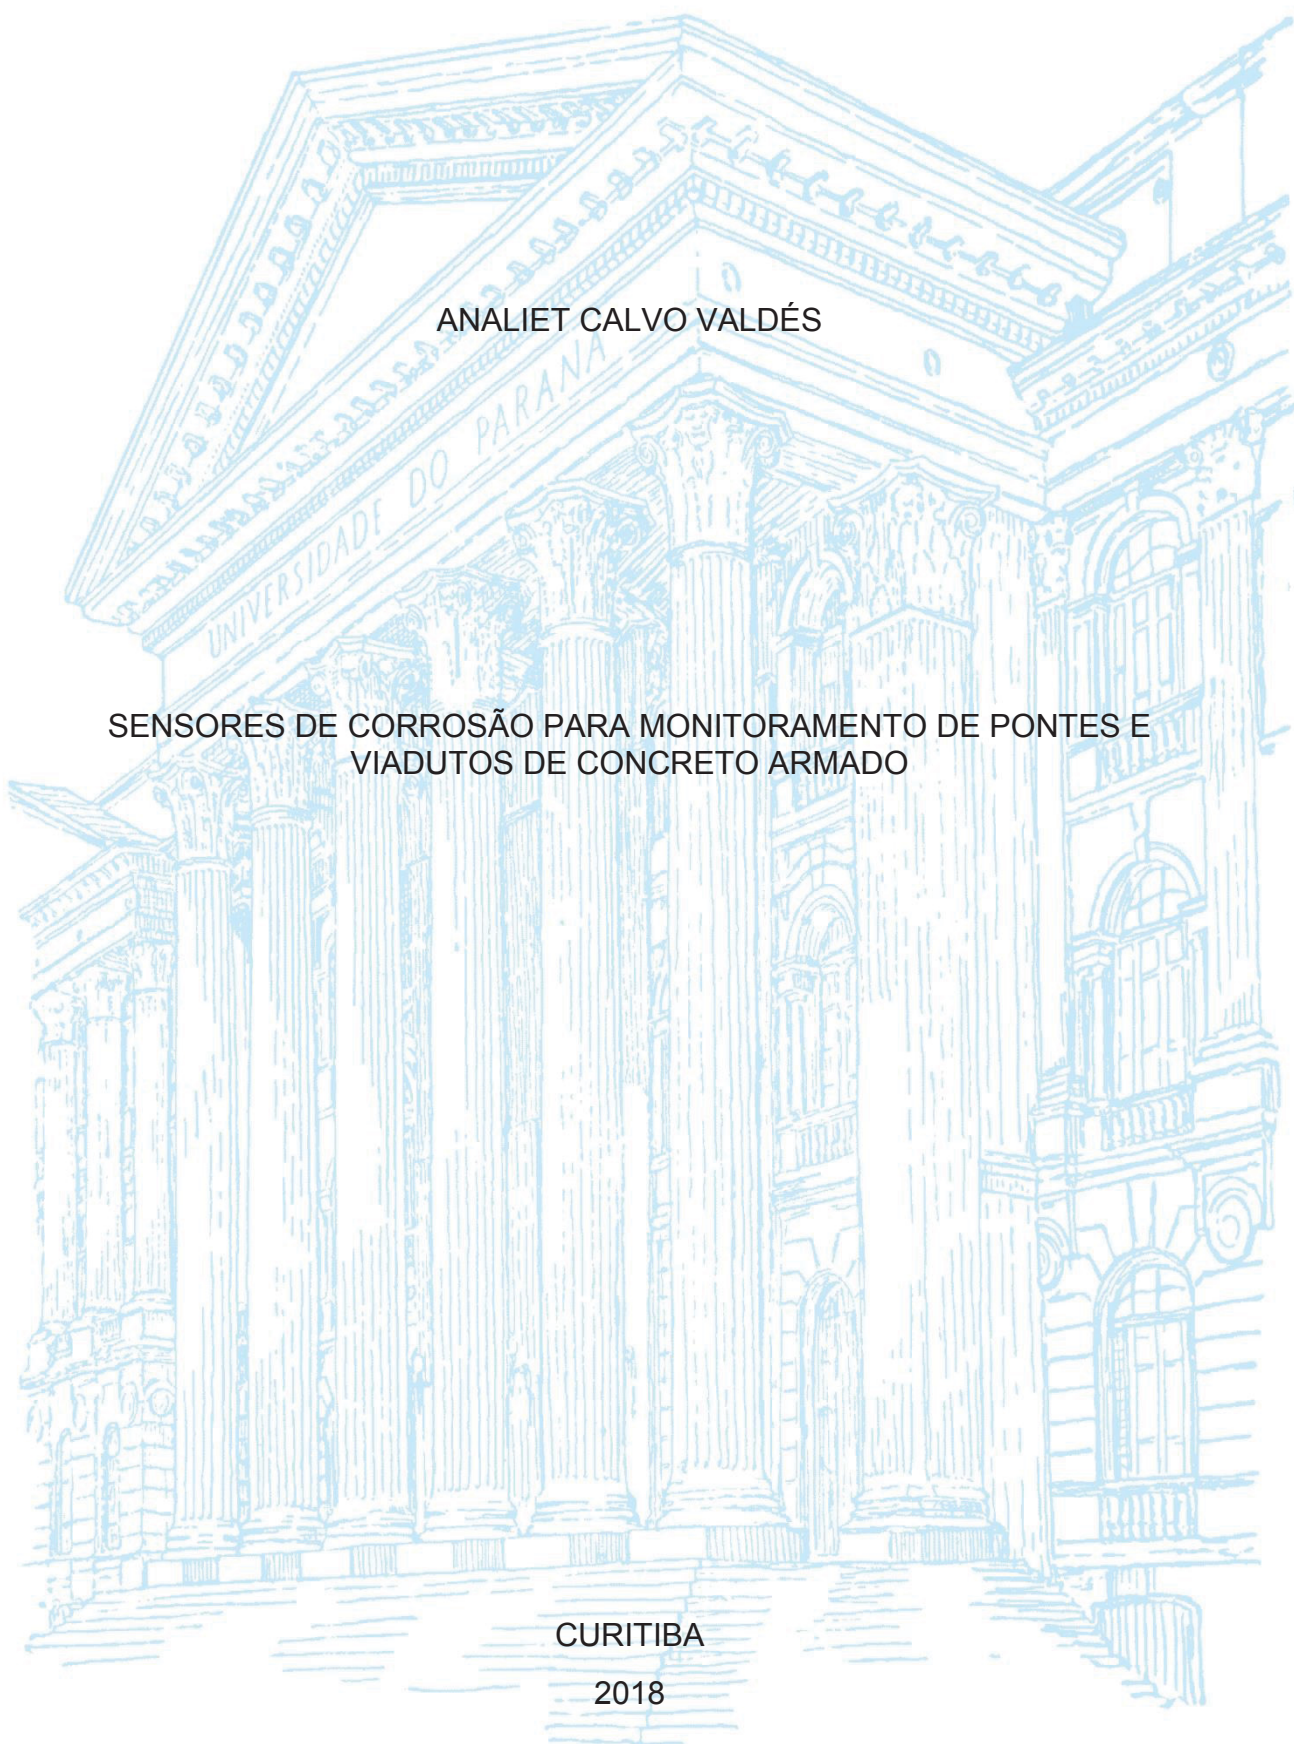 ANALIET CALVO VALDÉS
UNIVERSIDADE DO PARANÁ
SENSORES DE CORROSÃO PARA MONITORAMENTO DE PONTES E
VIADUTOS DE CONCRETO ARMADO
CURITIBA
2018